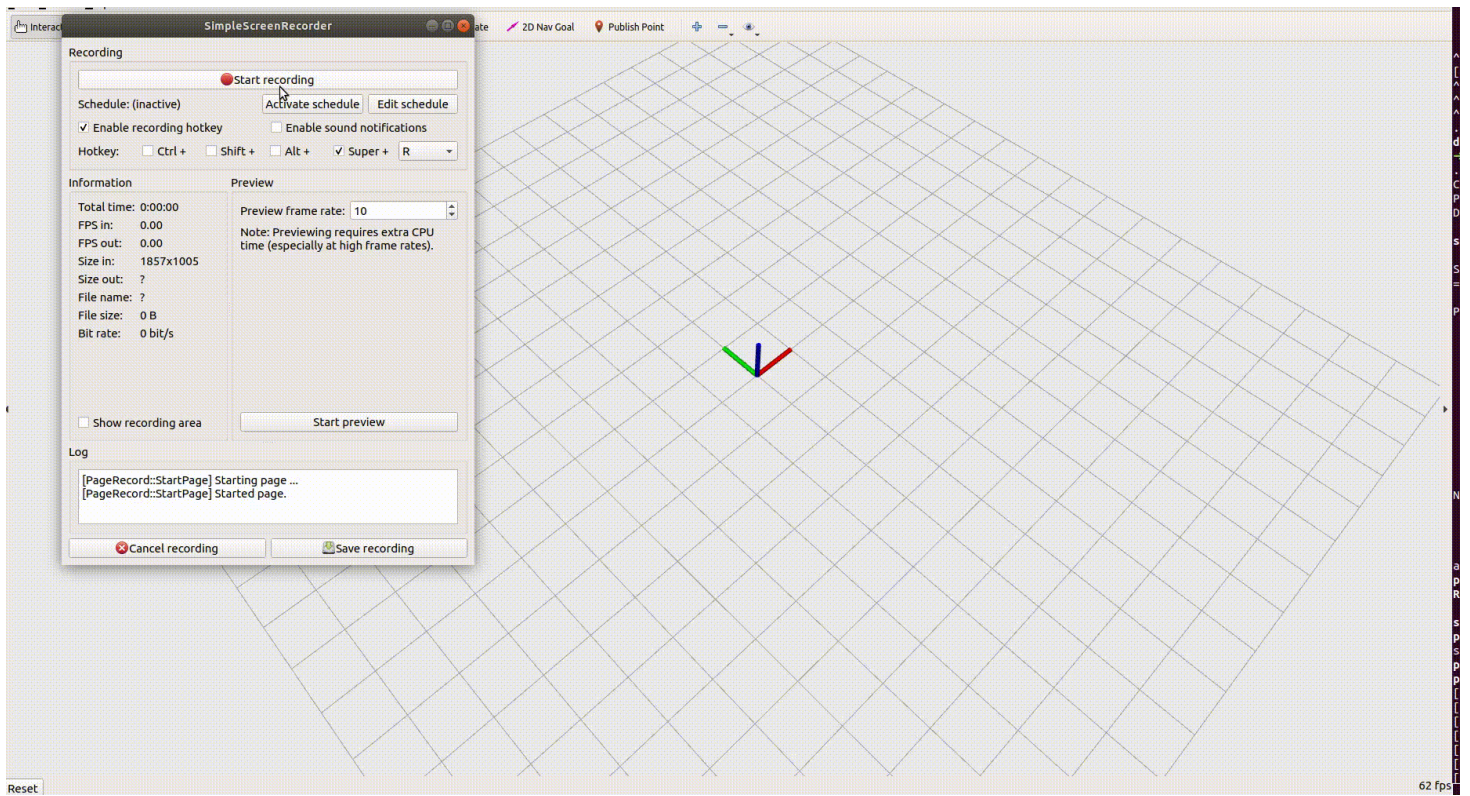 Interac
SimpleScreenRecorder
ate
2D Nav Goal
Publish Point
Recording
Start recording
Schedule: (inactive)
Activate schedule
Edit schedule
Enable recording hotkey
Enable sound notifications
Hotkey:
Ctrl +
Shift +
Alt +
Super +
R
Information
Preview
Total time: 0:00:00
FPS in: 0.00
FPS out: 0.00
Size in: 1857x1005
Size out: ?
File name: ?
File size: 0 B
Bit rate: 0 bit/s
Preview frame rate: 10
Note: Previewing requires extra CPU
time (especially at high frame rates).
Show recording area
Start preview
Log
[PageRecord::StartPage] Starting page ...
[PageRecord::StartPage] Started page.
Cancel recording
Save recording
Reset
62 fps